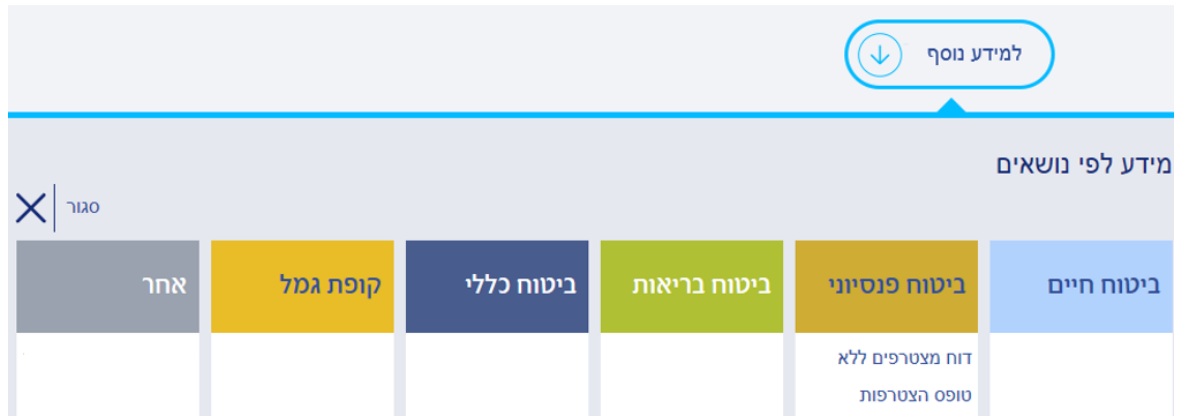 למידע נוסף
מידע לפי נושאים
סגור
ביטוח חיים
ביטוח פנסיוני
ביטוח בריאות
ביטוח כללי
קופת גמל
אחר
דוח מצטרפים ללא
טופס הצטרפות